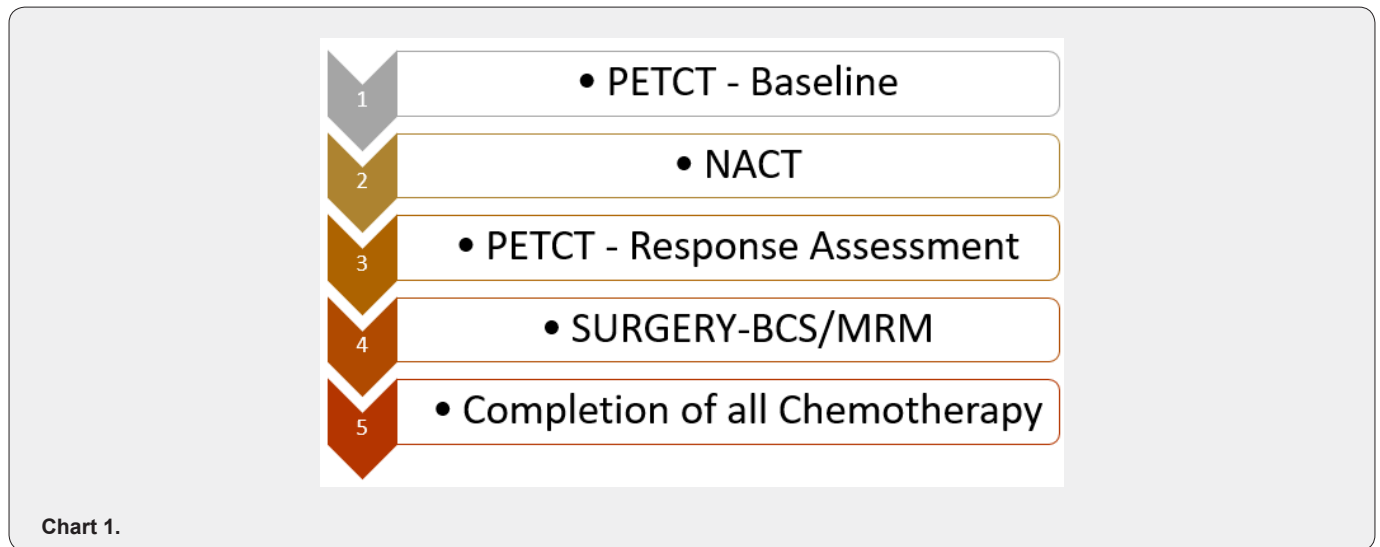 1 • PETCT - Baseline
2 • NACT
3 • PETCT - Response Assessment
4 • SURGERY-BCS/MRM
5 • Completion of all Chemotherapy
Chart 1.